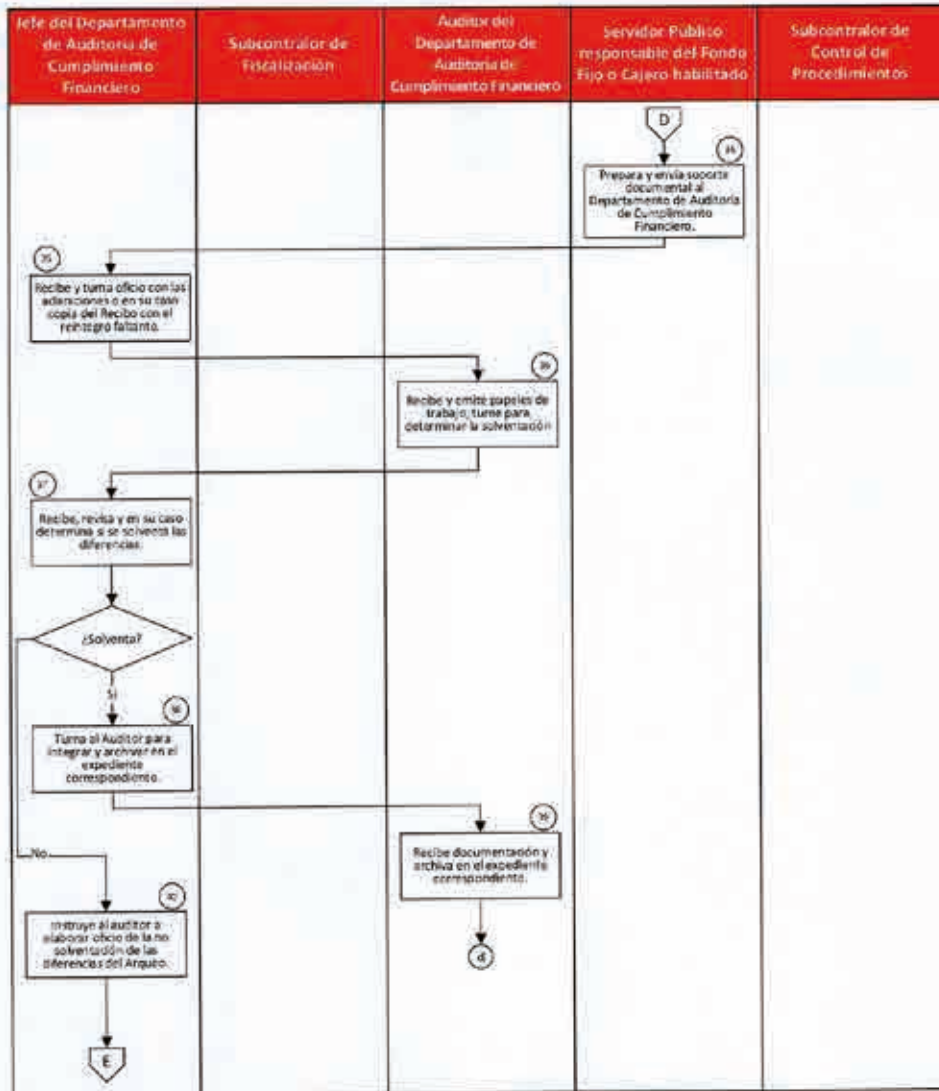 Jefe del Departamento
de Auditoría de
Cumplimiento
Financiero
Subcontralor de
Fiscalización
Auditor del
Departamento de
Auditoría de
Cumplimiento Financiero
Servidor Público
responsable del Fondo
Fijo o Cajero habilitado
Subcontralor de
Control de
Procedimientos
D
Prepara y envía soporte
documental al
Departamento de Auditoría
de Cumplimiento
Financiero.
35
Recibe y turna oficio con las
o en su caso
copia del Recibo con el
reintegro faltante.
Recibe y emite papeles de
trabajo, turna para
determinar la solventación
37
Recibe, revisa y en su caso
determina si se solventa las
diferencias.
¿Solventa?
Si
Turna al Auditor para
integrar y archivar en el
expediente
correspondiente.
Recibe documentación y
archiva en el expediente
correspondiente.
No
Instruye al auditor a
elaborar oficio de la no
solventación de las
diferencias del Arqueo.
d
E